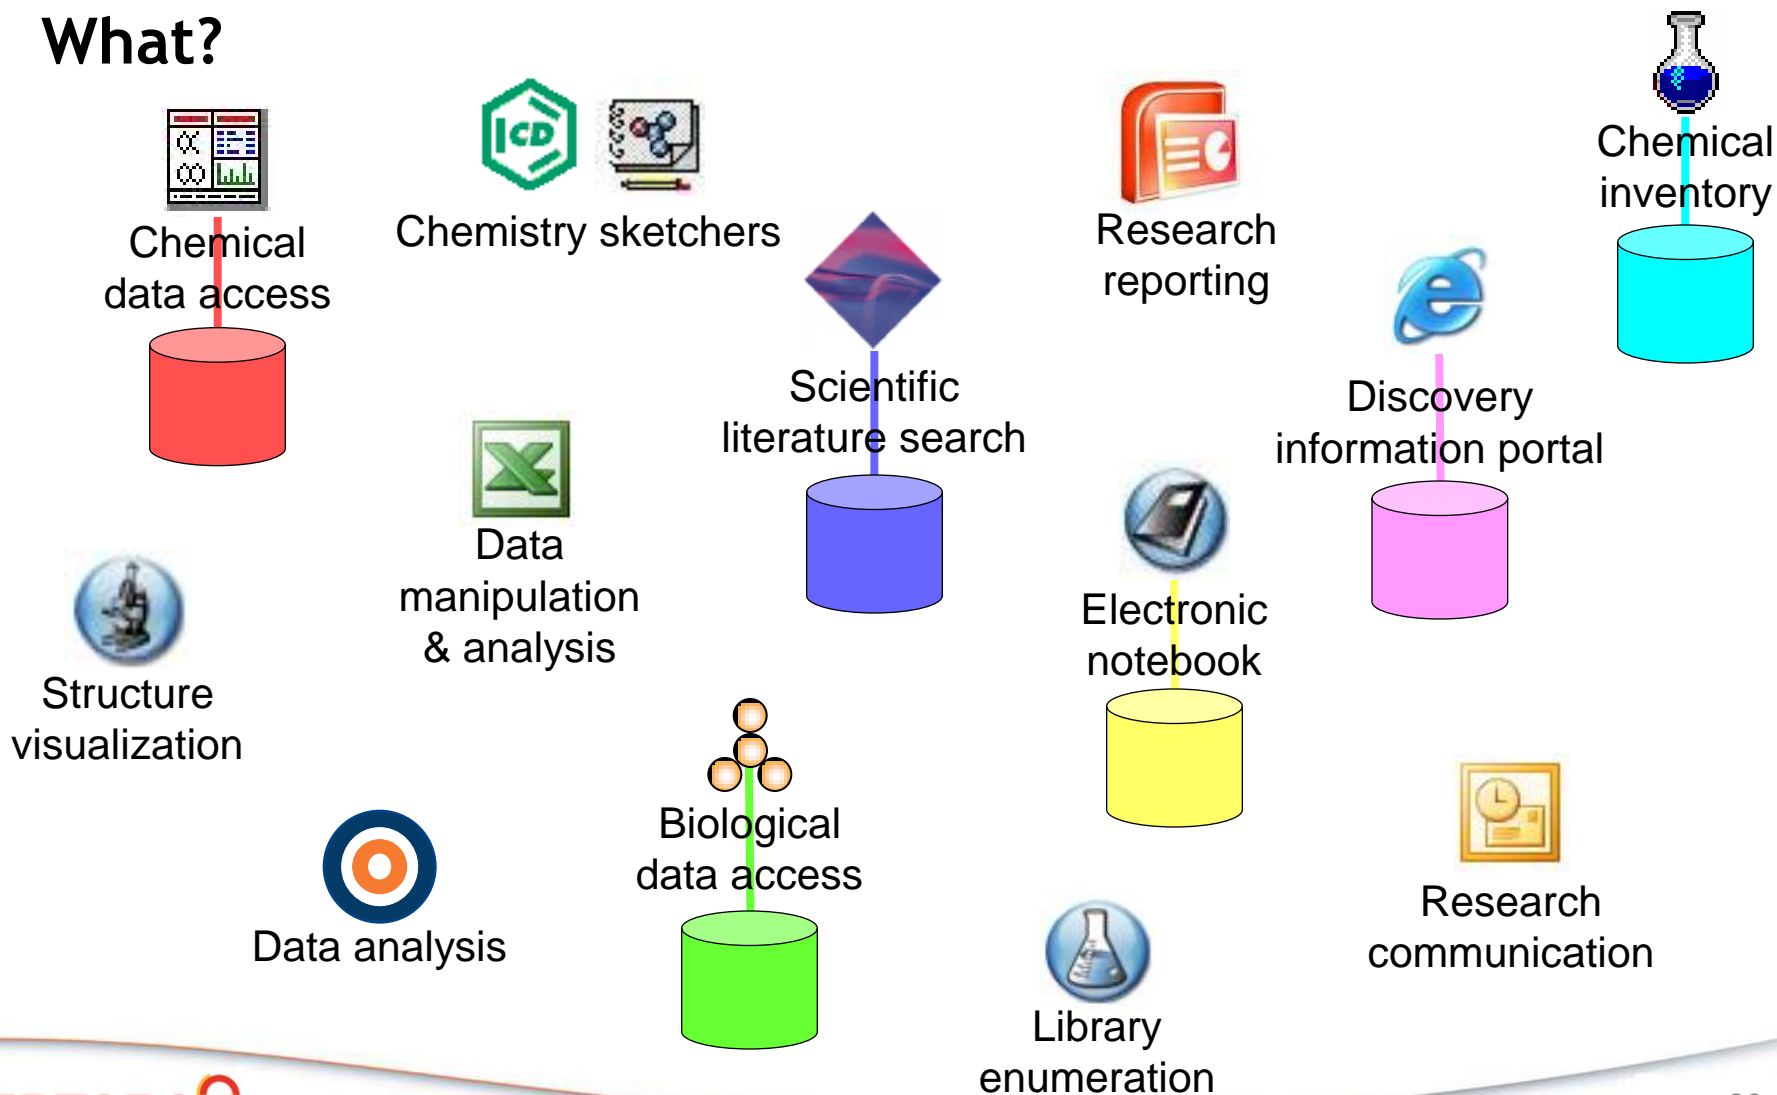 What?
Chemical
data access
Chemistry sketchers
ICD
Research
reporting
Chemical
inventory
Scientific
literature search
Discovery
information portal
Data
manipulation
& analysis
Structure
visualization
Electronic
notebook
Biological
data access
Data analysis
Research
communication
Library
enumeration